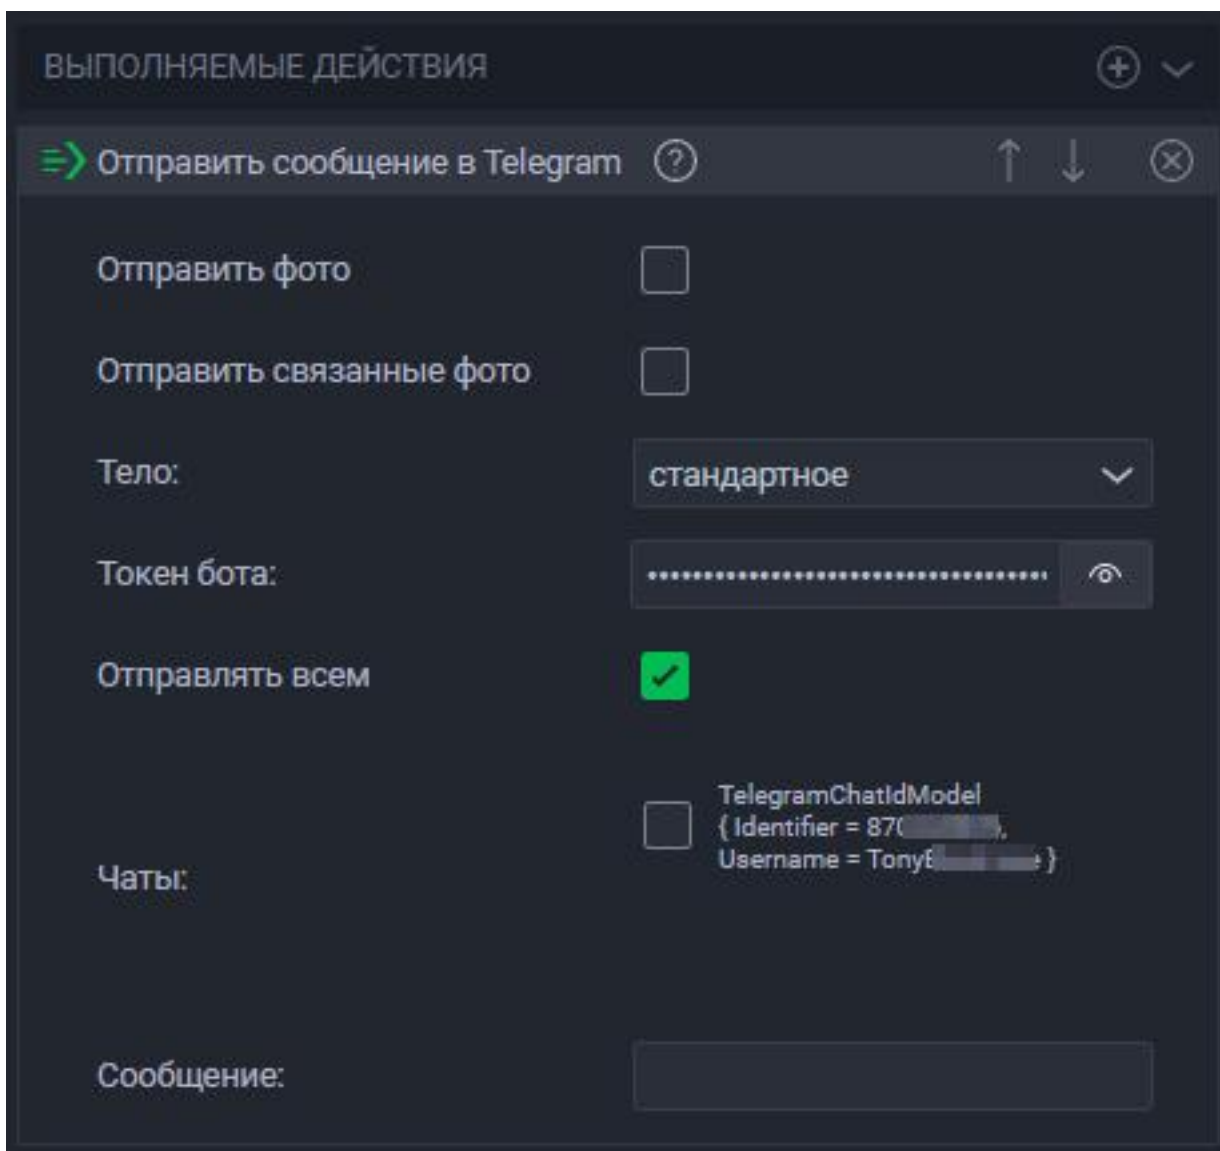 ВЫПОЛНЯЕМЫЕ ДЕЙСТВИЯ
Отправить сообщение в Telegram
Отправить фото
Отправить связанные фото
Тело: стандартное
Токен бота: ••••••••••••••••••••••••••••••••••••
Отправлять всем
TelegramChatIdModel
{ Identifier = 870
Username = Tony }
Чаты:
Сообщение: